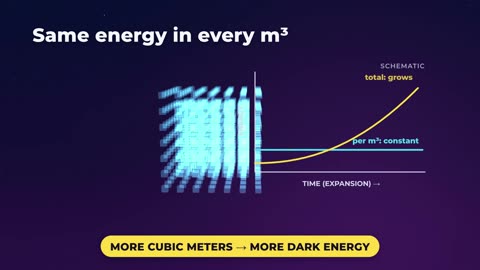 Same energy in every m³
SCHEMATIC
total: grows
per m³: constant
TIME (EXPANSION) →
MORE CUBIC METERS → MORE DARK ENERGY